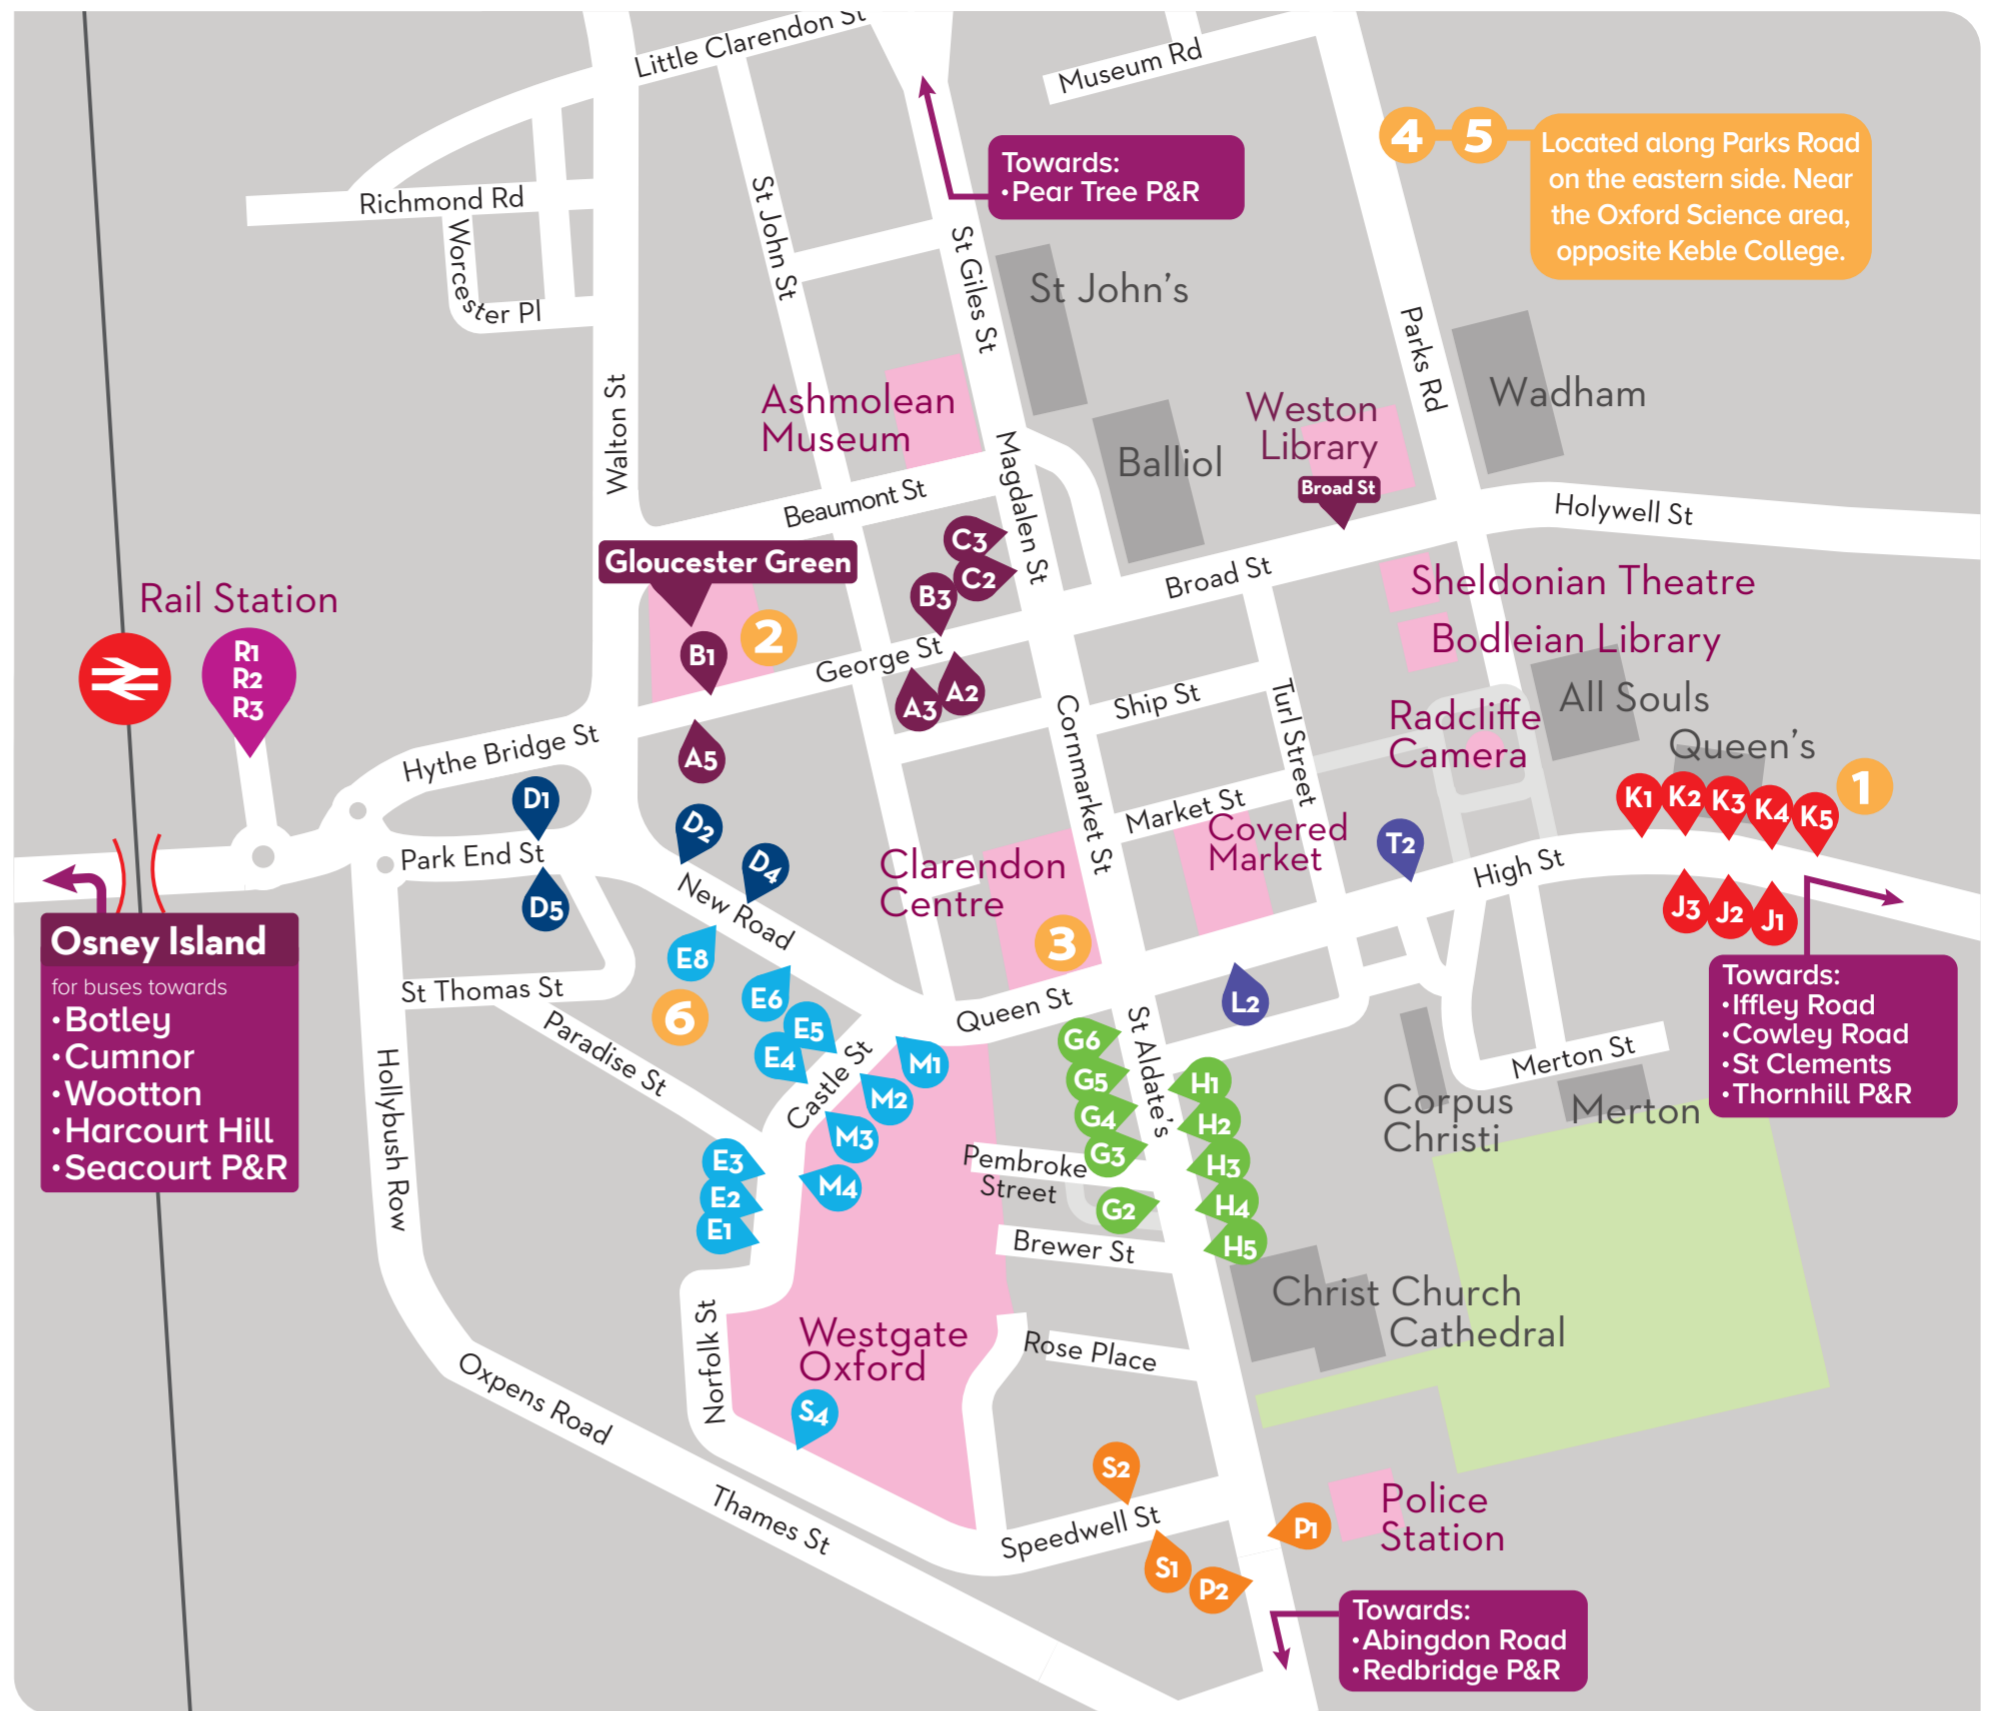 Little Clarendon St
Museum Rd
4
5
Located along Parks Road
on the eastern side. Near
the Oxford Science area,
opposite Keble College.
Towards:
•Pear Tree P&R
Richmond Rd
Worcester Pl
St John St
St Giles St
St John's
Parks Rd
Walton St
Ashmolean
Museum
Magdalen St
Balliol
Weston
Library
Broad St
Wadham
Beaumont St
Holywell St
C3
C2
B3
Gloucester Green
B1
2
Broad St
Sheldonian Theatre
Bodleian Library
Rail Station
R1
R2
R3
George St
A3
A2
A5
Ship St
Turl Street
Radcliffe
Camera
All Souls
Queen's
1
Hythe Bridge St
Cornmarket St
D1
D2
D4
D5
Park End St
New Road
Market St
Covered
Market
Clarendon
Centre
3
T2
High St
K1
K2
K3
K4
K5
J3
J2
J1
Towards:
•Iffley Road
•Cowley Road
•St Clements
•Thornhill P&R
Osney Island
for buses towards
•Botley
•Cumnor
•Wootton
•Harcourt Hill
•Seacourt P&R
St Thomas St
Paradise St
Hollybush Row
E8
6
E6
E5
E4
Castle St
Queen St
L2
M1
M2
M3
M4
E3
E2
E1
St Aldate's
G6
G5
G4
G3
G2
H1
H2
H3
H4
H5
Pembroke
Street
Brewer St
Merton St
Corpus
Christi
Merton
Christ Church
Cathedral
Rose Place
Westgate
Oxford
S4
Norfolk St
Oxpens Road
Thames St
Speedwell St
S2
S1
P2
P1
Police
Station
Towards:
•Abingdon Road
•Redbridge P&R